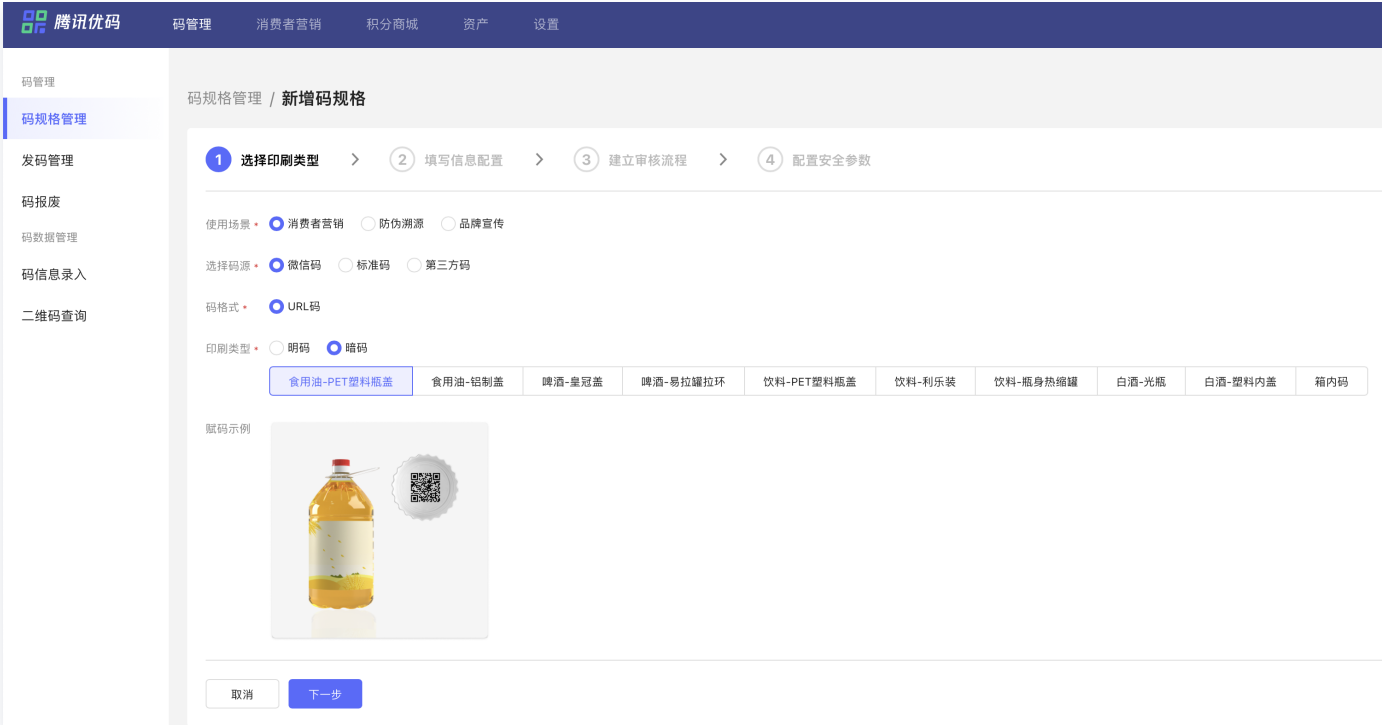 腾讯优码 码管理 消费者营销 积分商城 资产 设置
码管理
码规格管理
发码管理
码报废
码数据管理
码信息录入
二维码查询
码规格管理 / 新增码规格
1 选择印刷类型 > 2 填写信息配置 > 3 建立审核流程 > 4 配置安全参数
使用场景 * 消费者营销 防伪溯源 品牌宣传
选择码源 * 微信码 标准码 第三方码
码格式 * URL码
印刷类型 * 明码 暗码
食用油-PET塑料瓶盖 食用油-铝制盖 啤酒-皇冠盖 啤酒-易拉罐拉环 饮料-PET塑料瓶盖 饮料-利乐装 饮料-瓶身热缩罐 白酒-光瓶 白酒-塑料内盖 箱内码
赋码示例
取消 下一步